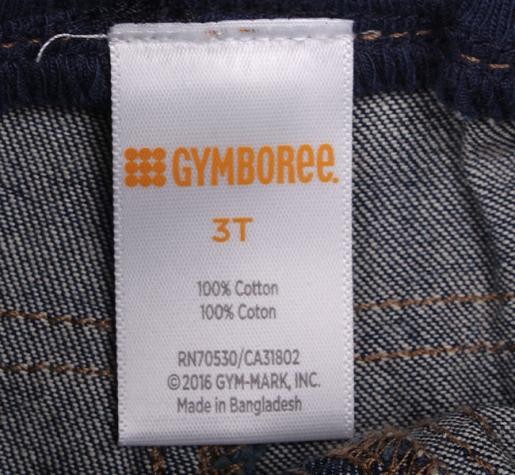 GYMBOREE.
3T
100% Cotton
100% Coton
RN70530/CA31802
©2016 GYM-MARK, INC.
Made in Bangladesh